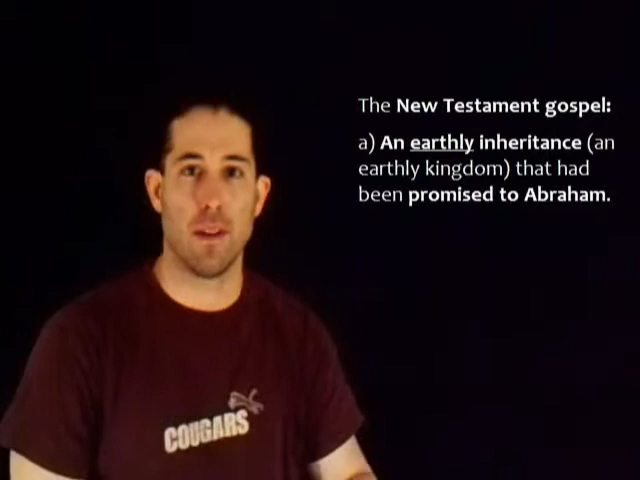 The New Testament gospel:
a) An earthly inheritance (an
earthly kingdom) that had
been promised to Abraham.
COUGARS